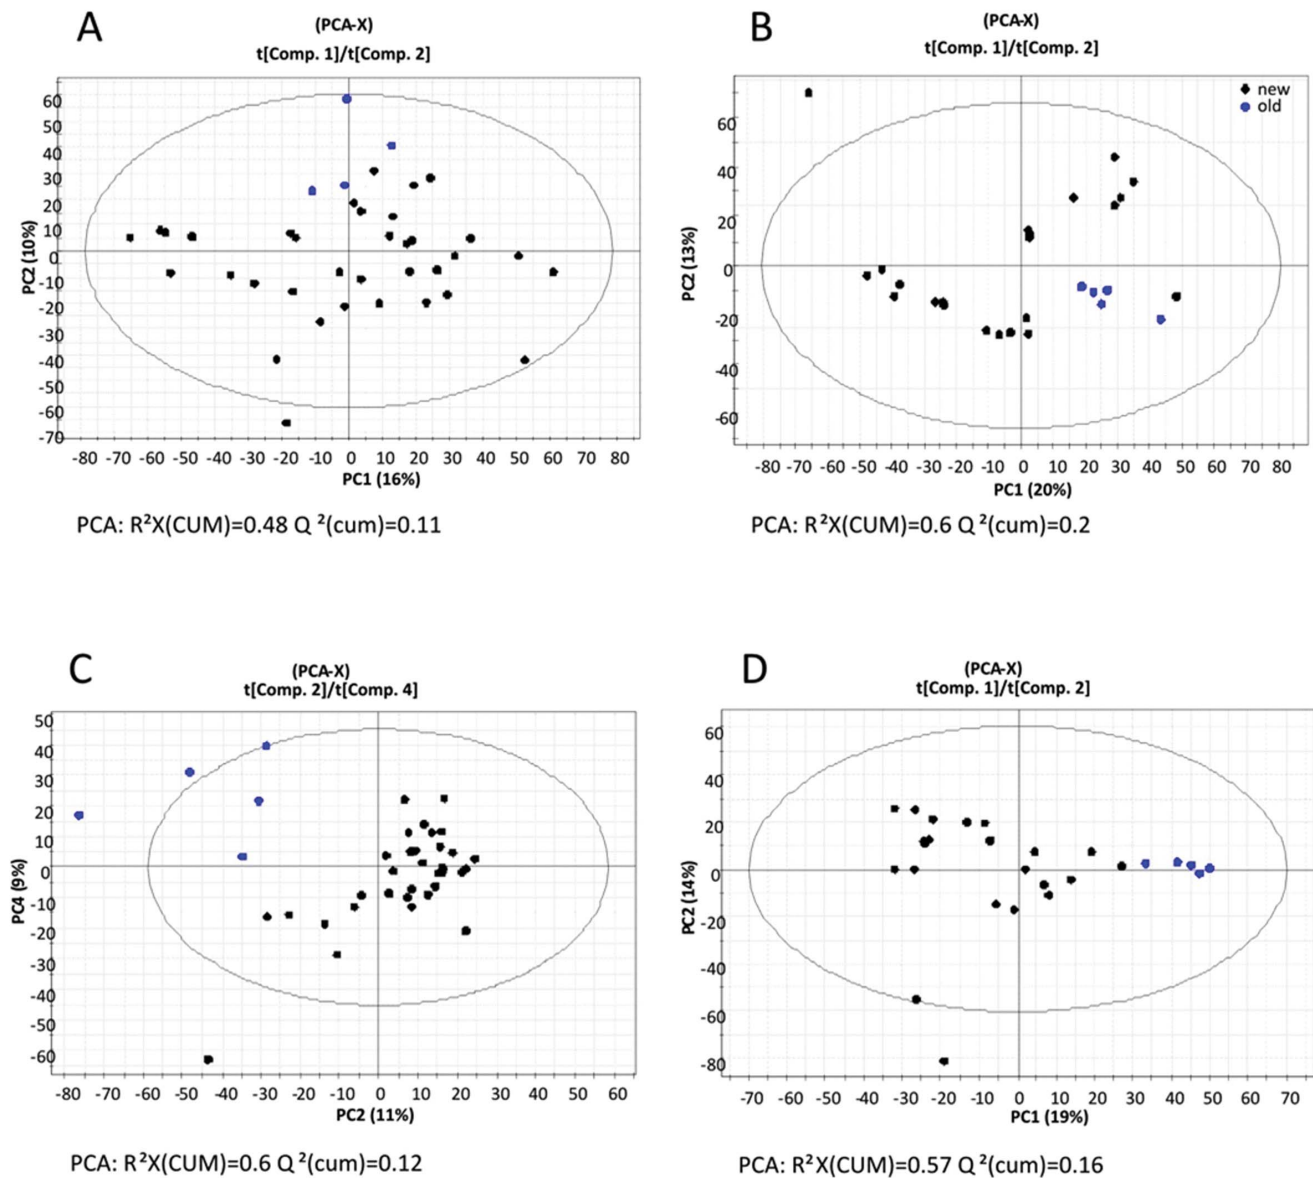 A
(PCA-X)
t[Comp. 1]/t[Comp. 2]
60
50
40
30
20
10
0
-10
-20
-30
-40
-50
-60
-70
PC2 (10%)
-80 -70 -60 -50 -40 -30 -20 -10 0 10 20 30 40 50 60 70 80
PC1 (16%)
PCA: R²X(CUM)=0.48 Q ²(cum)=0.11
B
(PCA-X)
t[Comp. 1]/t[Comp. 2]
new
old
60
40
20
0
-20
-40
-60
PC2 (13%)
-80 -70 -60 -50 -40 -30 -20 -10 0 10 20 30 40 50 60 70 80
PC1 (20%)
PCA: R²X(CUM)=0.6 Q ²(cum)=0.2
C
(PCA-X)
t[Comp. 2]/t[Comp. 4]
50
40
30
20
10
0
-10
-20
-30
-40
-50
-60
PC4 (9%)
-80 -70 -60 -50 -40 -30 -20 -10 0 10 20 30 40 50 60
PC2 (11%)
PCA: R²X(CUM)=0.6 Q ²(cum)=0.12
D
(PCA-X)
t[Comp. 1]/t[Comp. 2]
60
40
20
0
-20
-40
-60
-80
PC2 (14%)
-70 -60 -50 -40 -30 -20 -10 0 10 20 30 40 50 60 70
PC1 (19%)
PCA: R²X(CUM)=0.57 Q ²(cum)=0.16